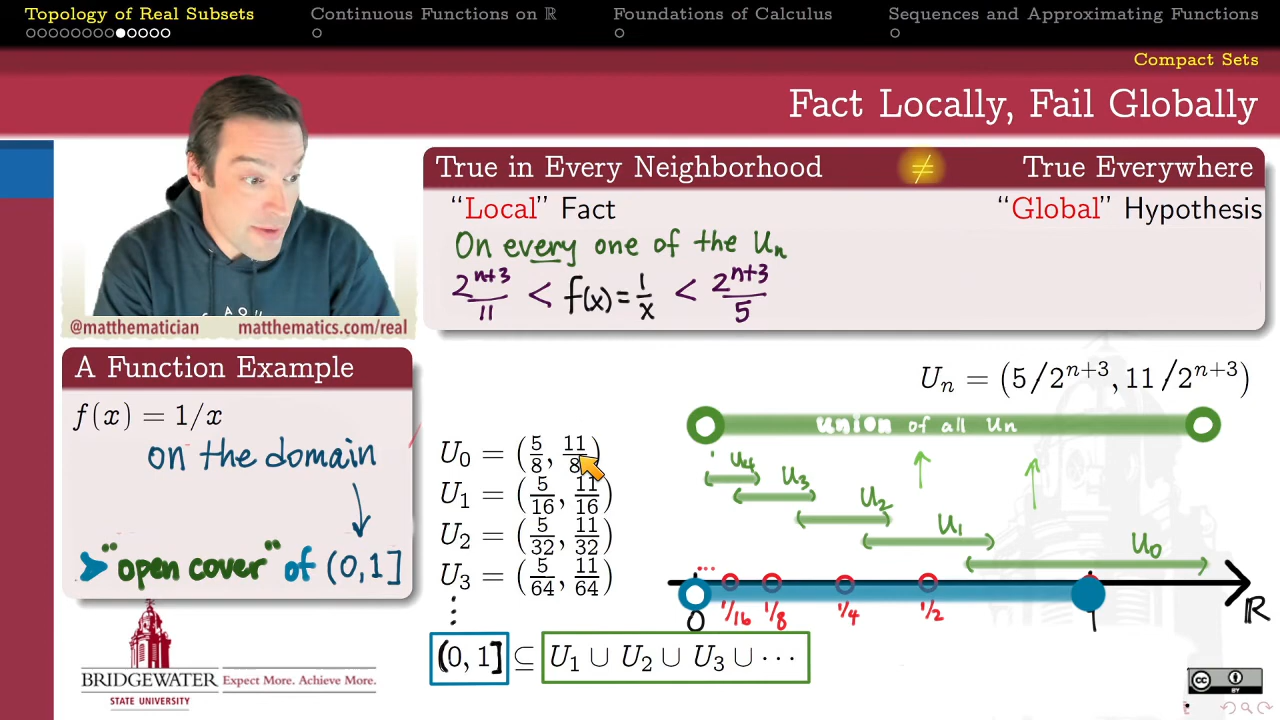 Topology of Real Subsets
Continuous Functions on ℝ
Foundations of Calculus
Sequences and Approximating Functions
Compact Sets
Fact Locally, Fail Globally
True in Every Neighborhood ≠ True Everywhere
“Local” Fact
“Global” Hypothesis
On every one of the Uₙ
2ⁿ⁺³/11 < f(x) = 1/x < 2ⁿ⁺³/5
@matthematician matthematics.com/real
A Function Example
f(x) = 1/x
on the domain
"open cover" of (0,1]
Uₙ = (5/2ⁿ⁺³, 11/2ⁿ⁺³)
union of all Un
U₀ = (5/8, 11/8)
U₁ = (5/16, 11/16)
U₂ = (5/32, 11/32)
U₃ = (5/64, 11/64)
⋮
U4
U3
U2
U1
U0
0 1/16 1/8 1/4 1/2 1 ℝ
(0, 1] ⊆ U₁ ∪ U₂ ∪ U₃ ∪ ⋯
BRIDGEWATER
STATE UNIVERSITY
Expect More. Achieve More.
cc
BY